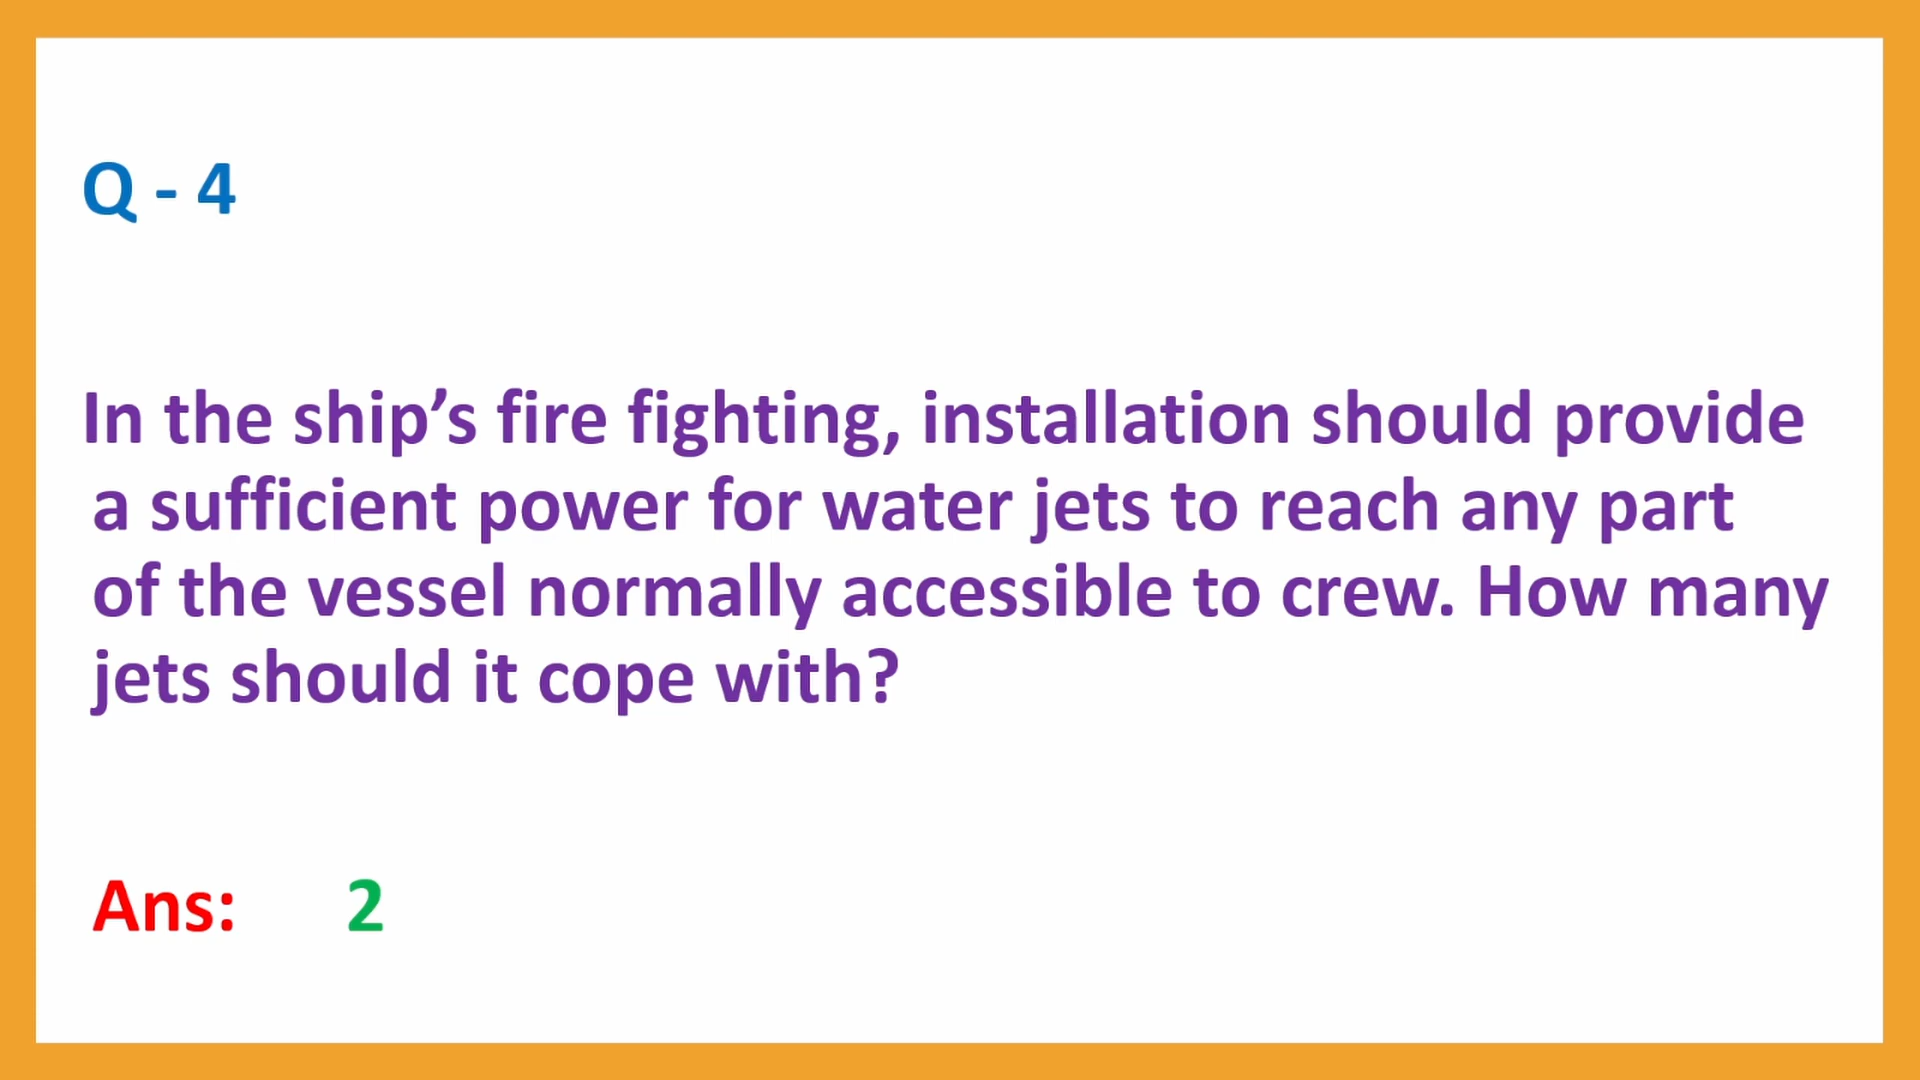 Q - 4
In the ship’s fire fighting, installation should provide
a sufficient power for water jets to reach any part
of the vessel normally accessible to crew. How many
jets should it cope with?
Ans: 2